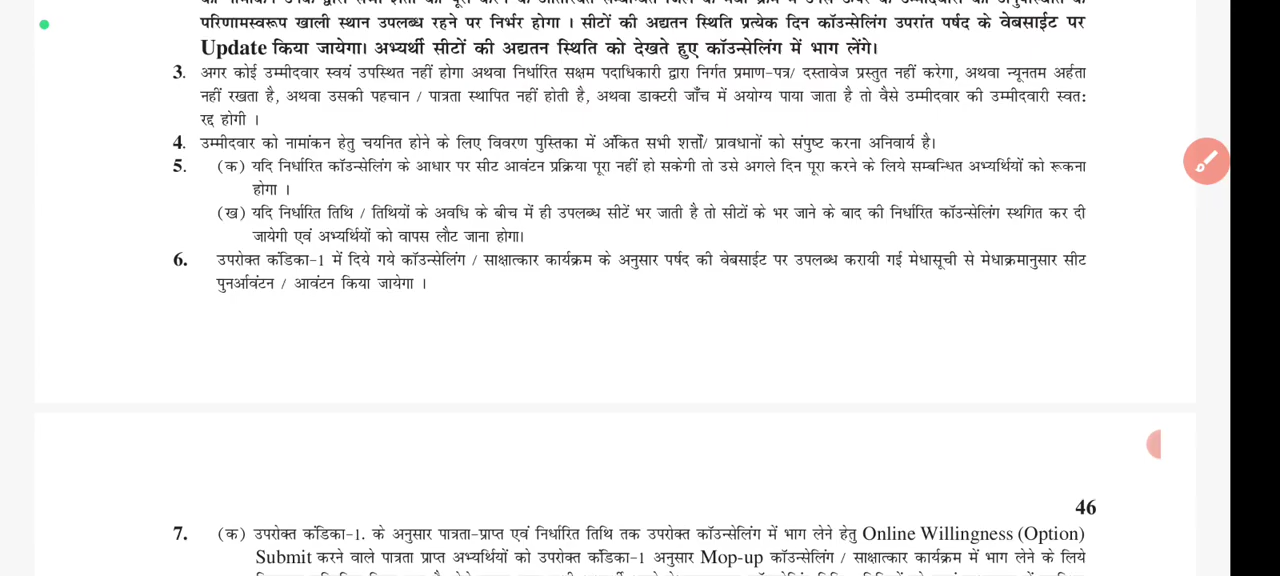 परिणामस्वरूप खाली स्थान उपलब्ध रहने पर निर्भर होगा । सीटों की अद्यतन स्थिति प्रत्येक दिन कॉउन्सेलिंग उपरांत पर्षद के वेबसाईट पर
Update किया जायेगा। अभ्यर्थी सीटों की अद्यतन स्थिति को देखते हुए कॉउन्सेलिंग में भाग लेंगे।
3. अगर कोई उम्मीदवार स्वयं उपस्थित नहीं होगा अथवा निर्धारित सक्षम पदाधिकारी द्वारा निर्गत प्रमाण-पत्र/ दस्तावेज प्रस्तुत नहीं करेगा, अथवा न्यूनतम अर्हता
नहीं रखता है, अथवा उसकी पहचान / पात्रता स्थापित नहीं होती है, अथवा डाक्टरी जाँच में अयोग्य पाया जाता है तो वैसे उम्मीदवार की उम्मीदवारी स्वत:
रद्द होगी ।
4. उम्मीदवार को नामांकन हेतु चयनित होने के लिए विवरण पुस्तिका में अंकित सभी शर्त्तों/ प्रावधानों को संपुष्ट करना अनिवार्य है।
5. (क) यदि निर्धारित कॉउन्सेलिंग के आधार पर सीट आवंटन प्रक्रिया पूरा नहीं हो सकेगी तो उसे अगले दिन पूरा करने के लिये सम्बन्धित अभ्यर्थियों को रूकना
होगा ।
(ख) यदि निर्धारित तिथि / तिथियों के अवधि के बीच में ही उपलब्ध सीटें भर जाती है तो सीटों के भर जाने के बाद की निर्धारित कॉउन्सेलिंग स्थगित कर दी
जायेगी एवं अभ्यर्थियों को वापस लौट जाना होगा।
6. उपरोक्त कंडिका-1 में दिये गये कॉउन्सेलिंग / साक्षात्कार कार्यक्रम के अनुसार पर्षद की वेबसाईट पर उपलब्ध करायी गई मेधासूची से मेधाक्रमानुसार सीट
पुनर्आवंटन / आवंटन किया जायेगा ।
46
7. (क) उपरोक्त कंडिका-1. के अनुसार पात्रता-प्राप्त एवं निर्धारित तिथि तक उपरोक्त कॉउन्सेलिंग में भाग लेने हेतु Online Willingness (Option)
Submit करने वाले पात्रता प्राप्त अभ्यर्थियों को उपरोक्त कंडिका-1 अनुसार Mop-up कॉउन्सेलिंग / साक्षात्कार कार्यक्रम में भाग लेने के लिये